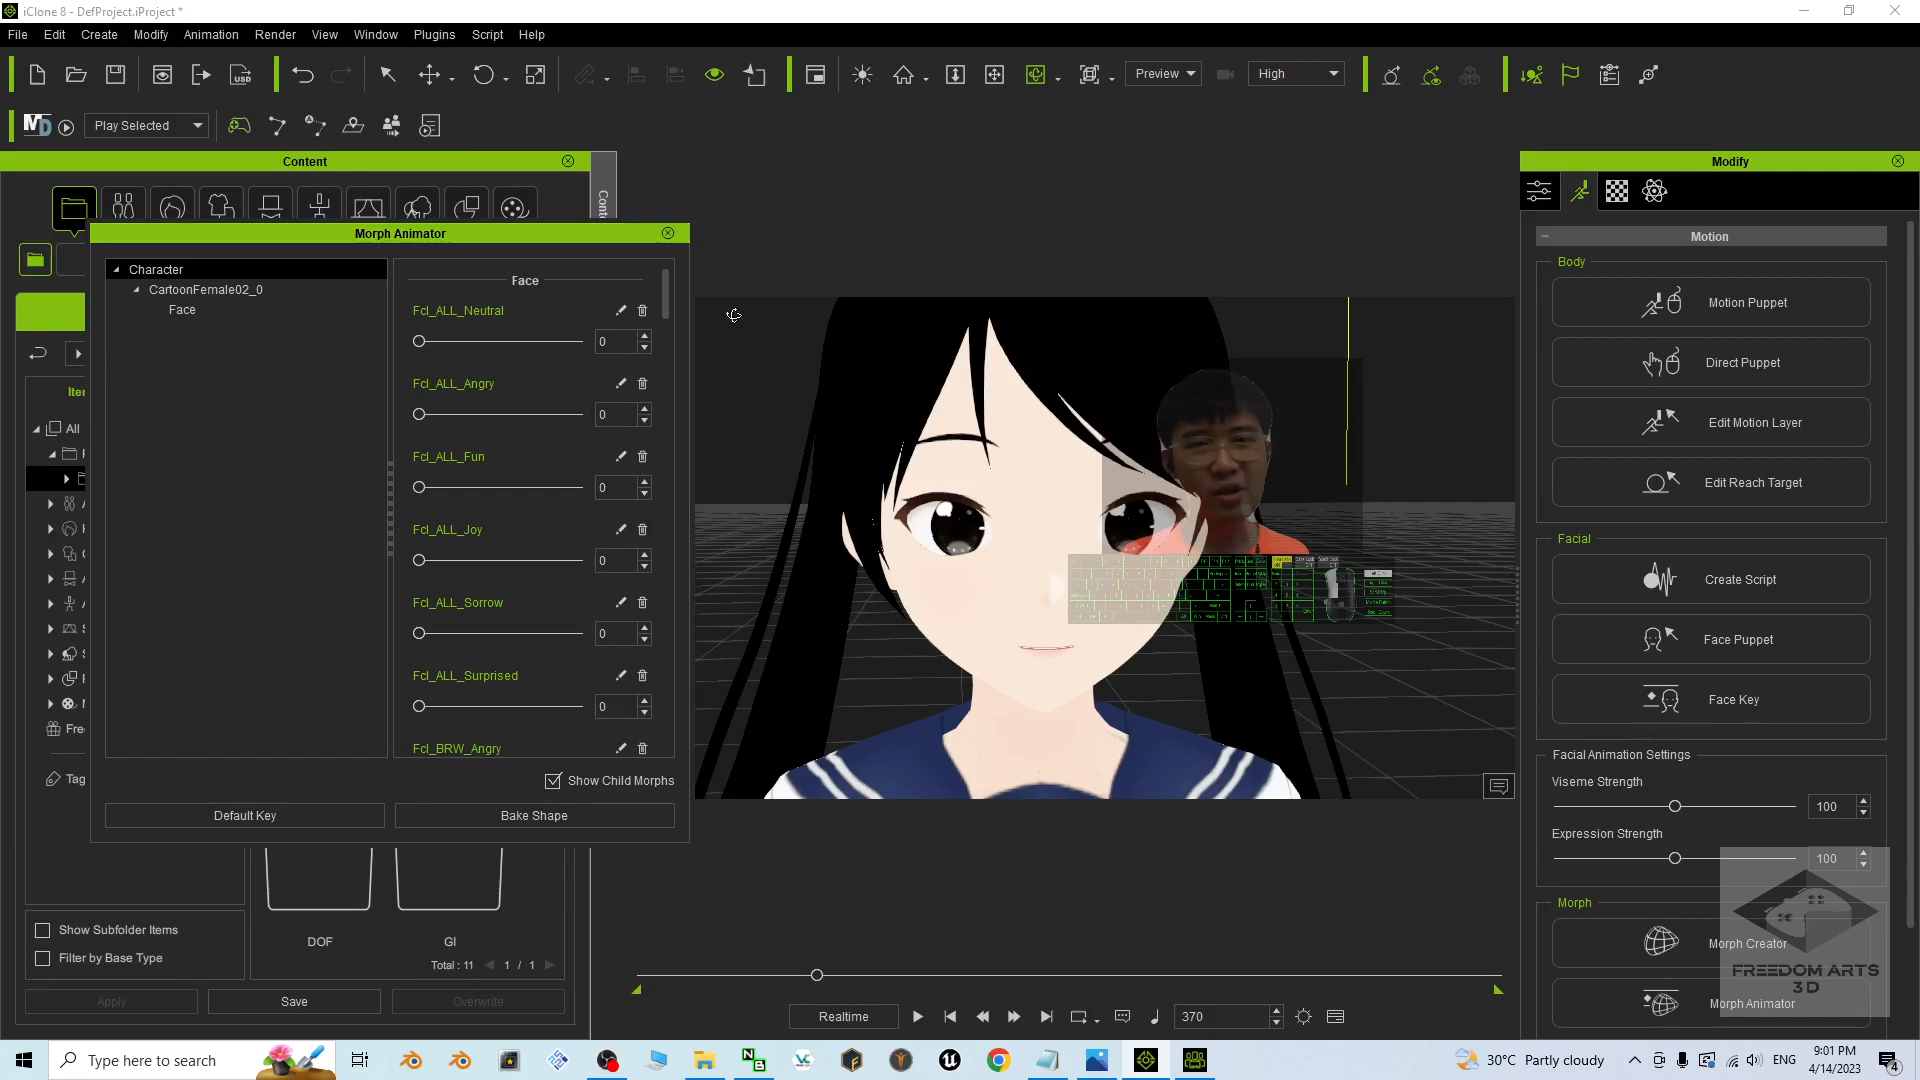 iClone 8 - DefProject.iProject *
File Edit Create Modify Animation Render View Window Plugins Script Help
Preview High
MD Play Selected
Content
Cont
Modify
Morph Animator
Character
CartoonFemale02_0
Face
Face
Fcl_ALL_Neutral
0
Fcl_ALL_Angry
0
Fcl_ALL_Fun
0
Fcl_ALL_Joy
0
Fcl_ALL_Sorrow
0
Fcl_ALL_Surprised
0
Fcl_BRW_Angry
Show Child Morphs
Default Key Bake Shape
All
Fre
Tag
Show Subfolder Items
Filter by Base Type
DOF GI
Total : 11 1 / 1
Apply Save Overwrite
Motion
Body
Motion Puppet
Direct Puppet
Edit Motion Layer
Edit Reach Target
Facial
Create Script
Face Puppet
Face Key
Facial Animation Settings
Viseme Strength
100
Expression Strength
100
Morph
Morph Creator
FREEDOM ARTS
3D
Morph Animator
Realtime 370
Type here to search
30°C Partly cloudy ENG 9:01 PM
4/14/2023
4